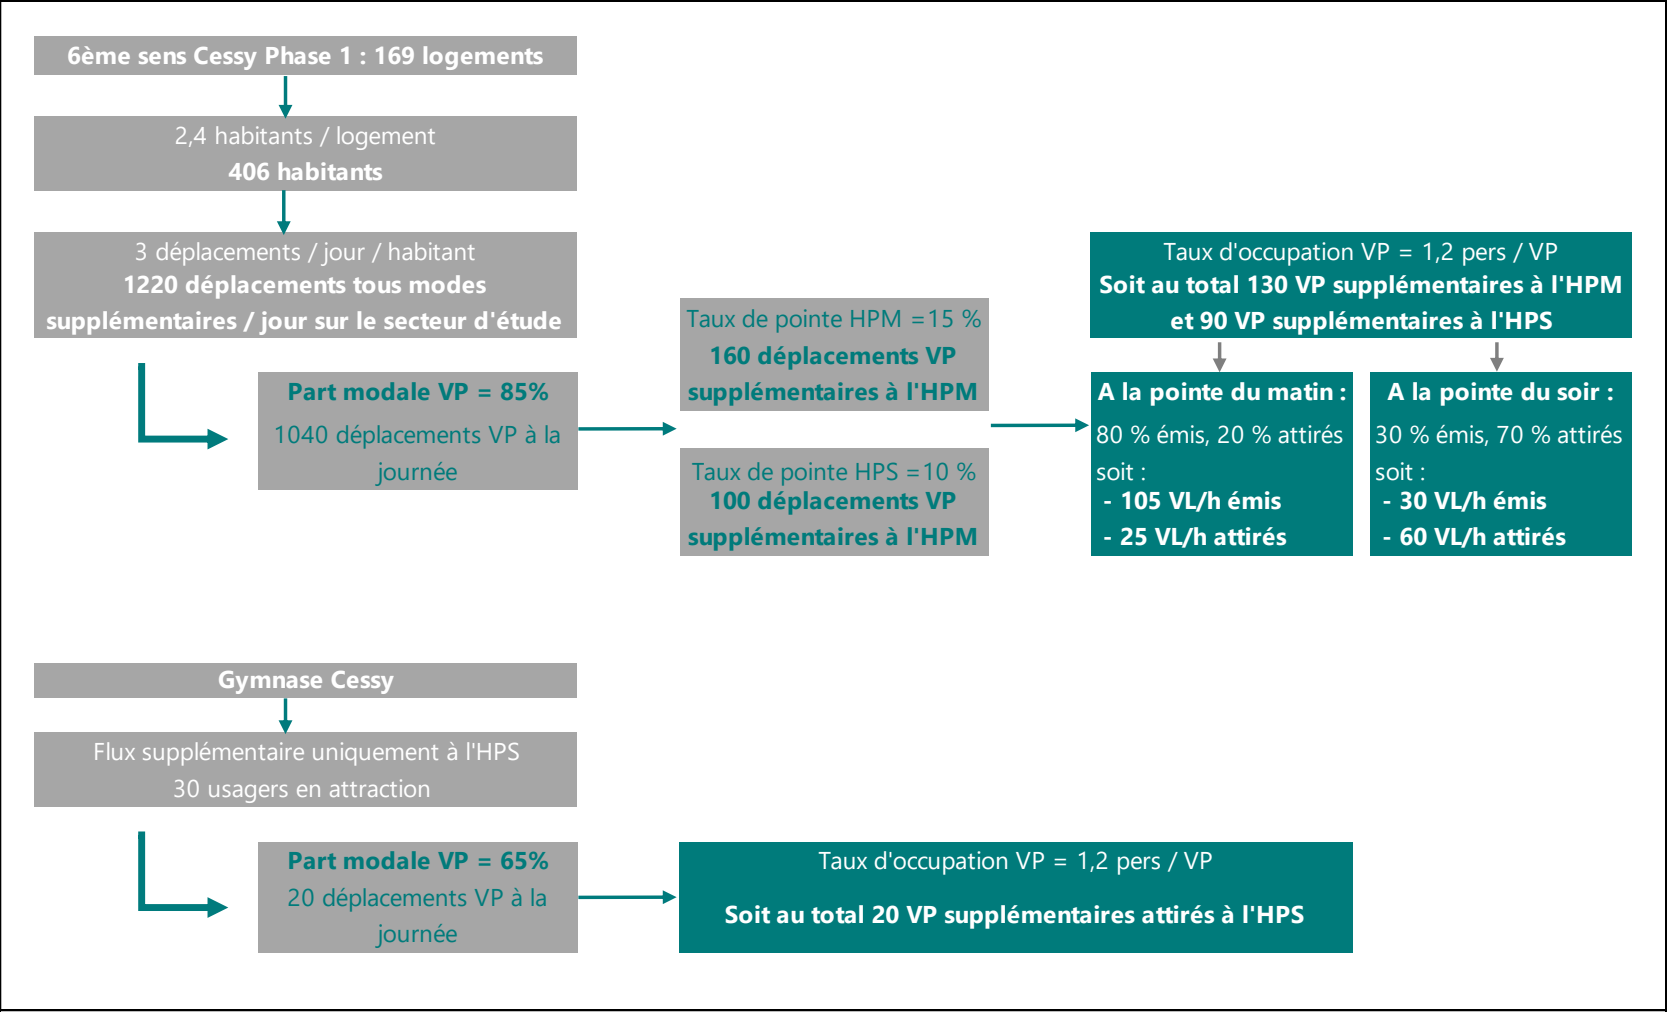 6ème sens Cessy Phase 1 : 169 logements
2,4 habitants / logement
406 habitants
3 déplacements / jour / habitant
1220 déplacements tous modes
supplémentaires / jour sur le secteur d'étude
Part modale VP = 85%
1040 déplacements VP à la
journée
Taux de pointe HPM =15 %
160 déplacements VP
supplémentaires à l'HPM
Taux de pointe HPS =10 %
100 déplacements VP
supplémentaires à l'HPM
Taux d'occupation VP = 1,2 pers / VP
Soit au total 130 VP supplémentaires à l'HPM
et 90 VP supplémentaires à l'HPS
A la pointe du matin :
80 % émis, 20 % attirés
soit :
- 105 VL/h émis
- 25 VL/h attirés
A la pointe du soir :
30 % émis, 70 % attirés
soit :
- 30 VL/h émis
- 60 VL/h attirés
Gymnase Cessy
Flux supplémentaire uniquement à l'HPS
30 usagers en attraction
Part modale VP = 65%
20 déplacements VP à la
journée
Taux d'occupation VP = 1,2 pers / VP
Soit au total 20 VP supplémentaires attirés à l'HPS